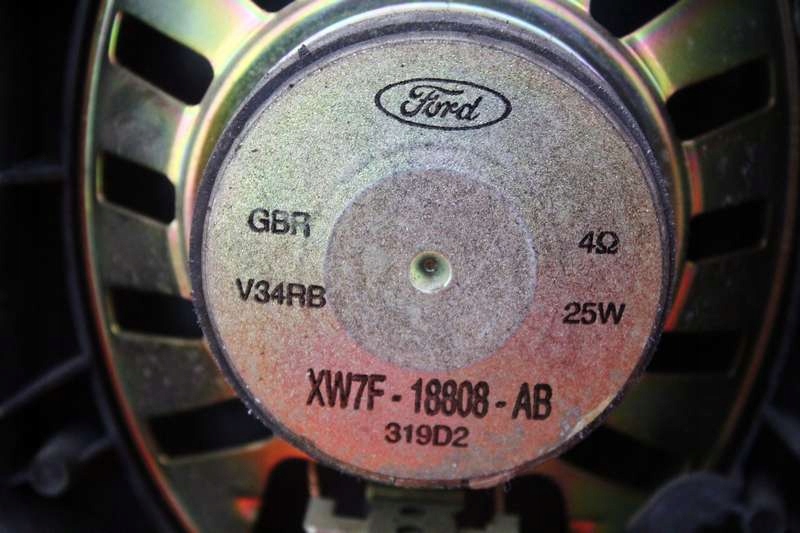 Ford
GBR
4Ω
V34RB
25W
XW7F - 18808 - AB
319D2